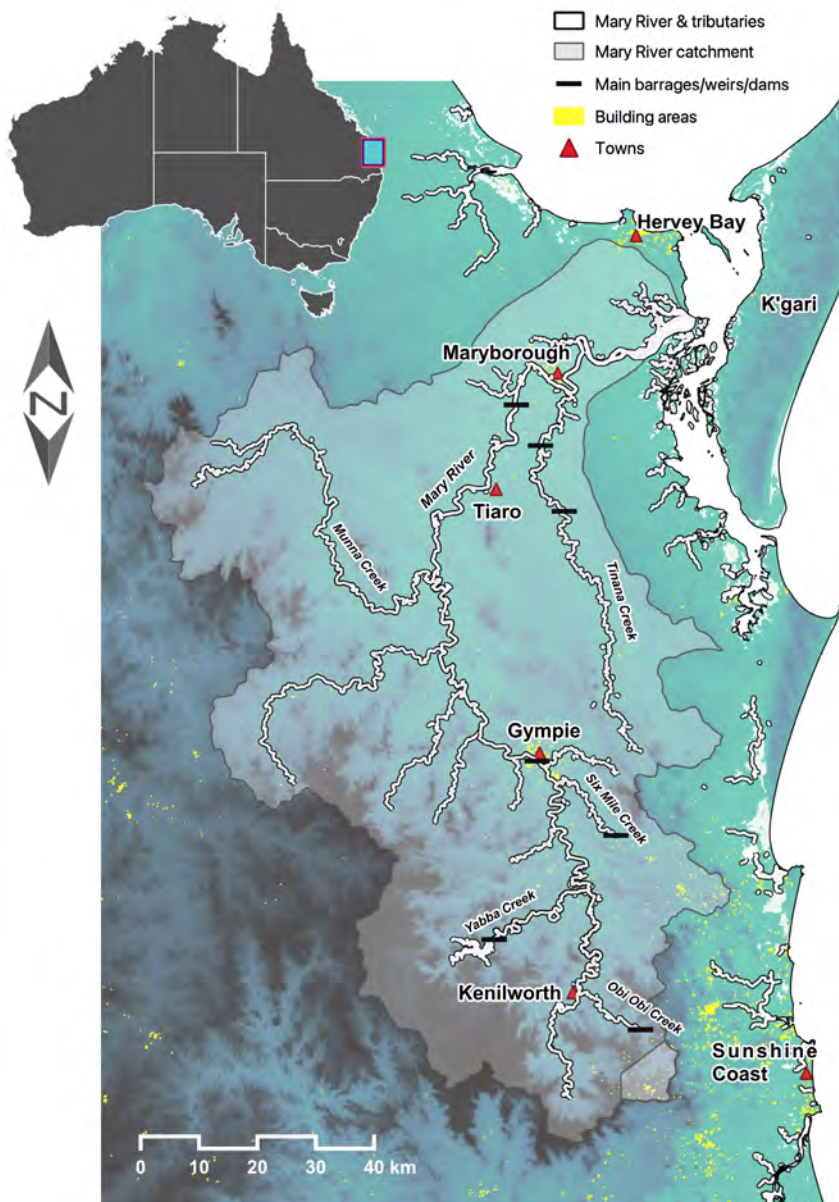 Mary River & tributaries
Mary River catchment
Main barrages/weirs/dams
Building areas
Towns
Hervey Bay
K'gari
Maryborough
N
Mary River
Tiaro
Munna Creek
Tinana Creek
Gympie
Six Mile Creek
Yabba Creek
Kenilworth
Obi Obi Creek
Sunshine
Coast
0 10 20 30 40 km